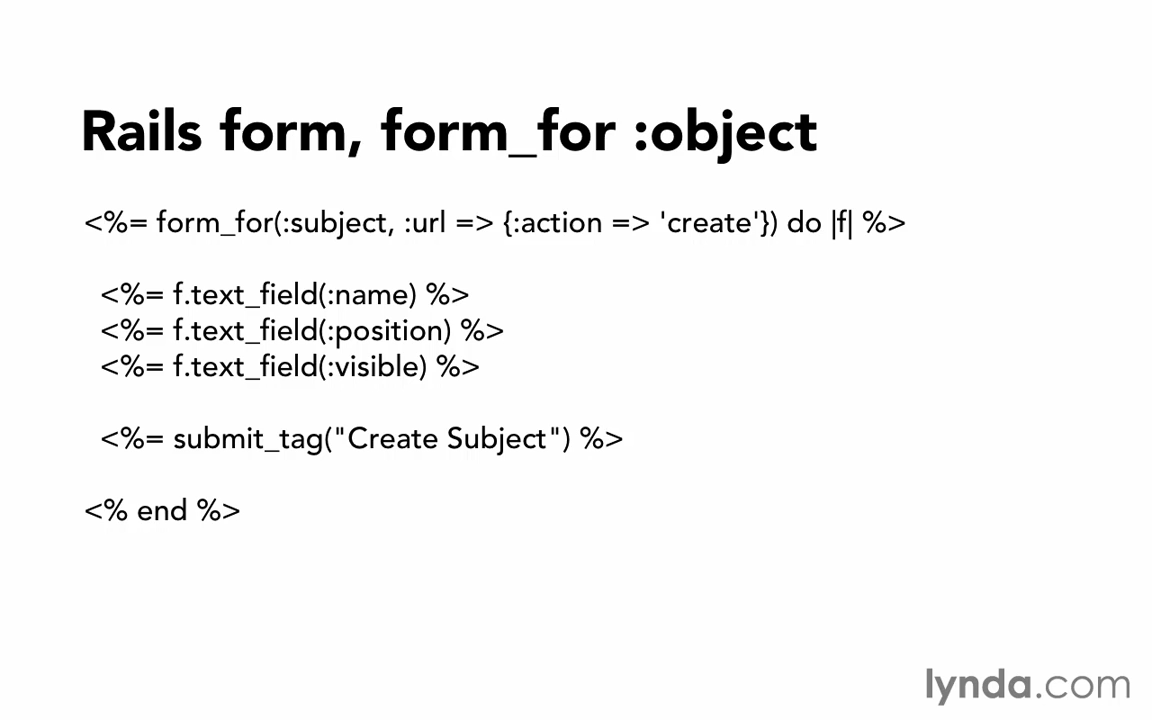 Rails form, form_for :object
<%= form_for(:subject, :url => {:action => 'create'}) do |f| %>
<%= f.text_field(:name) %>
<%= f.text_field(:position) %>
<%= f.text_field(:visible) %>
<%= submit_tag("Create Subject") %>
<% end %>
lynda.com